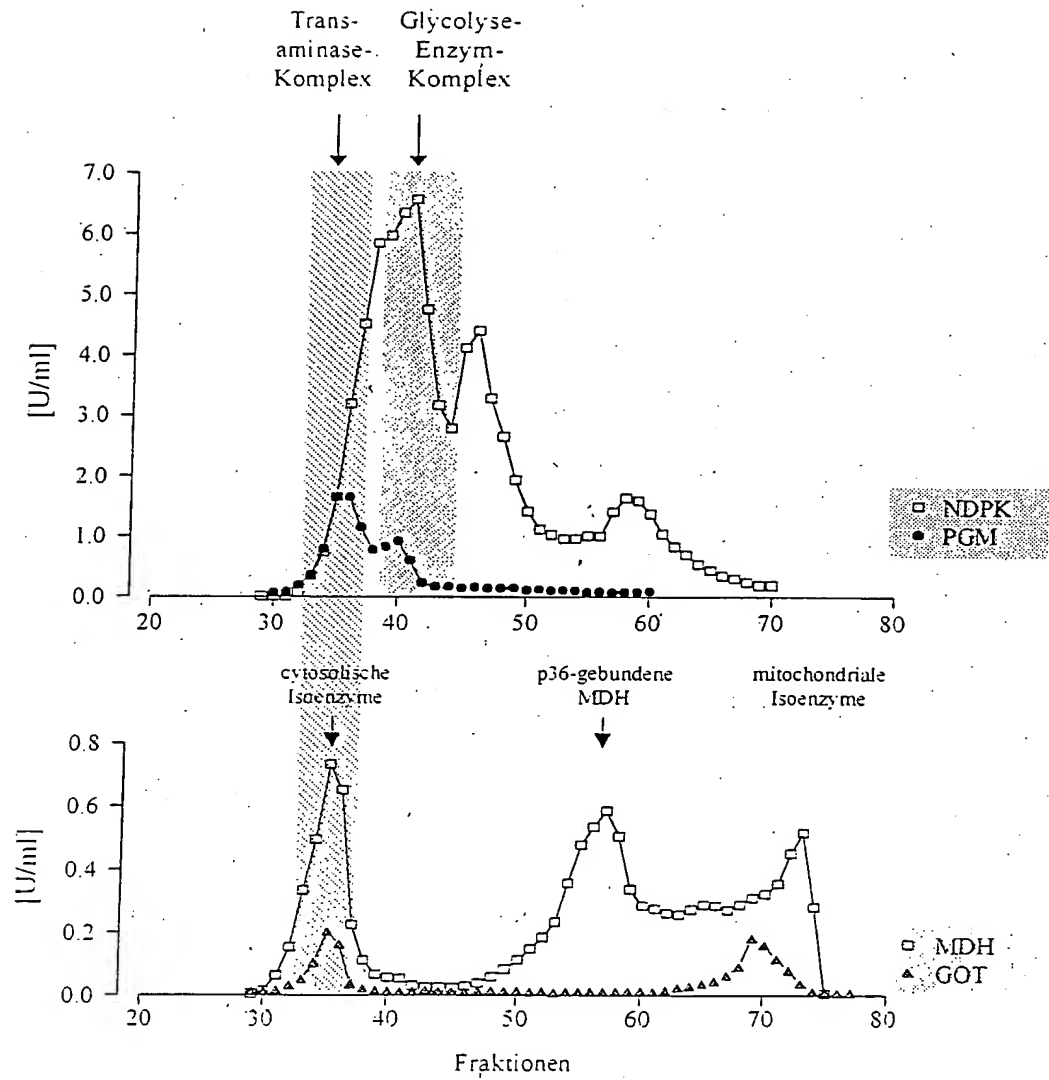 Trans-
aminase-
Komplex
Glycolyse-
Enzym-
Komplex
7.0
6.0
5.0
4.0
3.0
2.0
1.0
0.0
[U/ml]
20
30
40
50
60
70
80
NDPK
PGM
cytosolische
Isoenzyme
p36-gebundene
MDH
mitochondriale
Isoenzyme
0.8
0.6
0.4
0.2
0.0
[U/ml]
20
30
40
50
60
70
80
MDH
GOT
Fraktionen